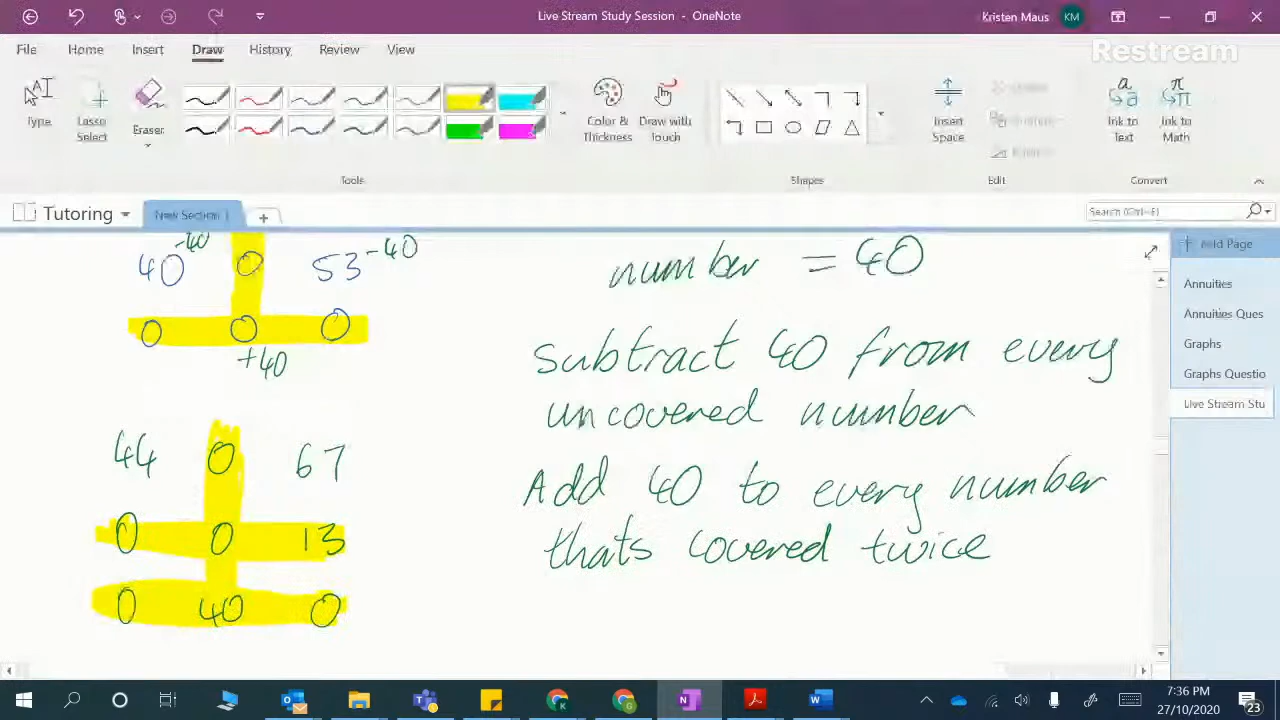 Live Stream Study Session - OneNote
Kristen Maus KM
Restream
File Home Insert Draw History Review View
Type
Lasso Select
Eraser
Color & Thickness
Draw with Touch
Insert Space
Ink to Text
Ink to Math
Tools
Shapes
Edit
Convert
Tutoring
New Section 1
Search (Ctrl+E)
Add Page
Annuities
Annuities Ques
Graphs
Graphs Questio
Live Stream Stu
40 -40 0 53 -40
0 0 0
+40
44 0 67
0 0 13
0 40 0
number = 40
Subtract 40 from every
uncovered number
Add 40 to every number
thats covered twice
7:36 PM
27/10/2020
23